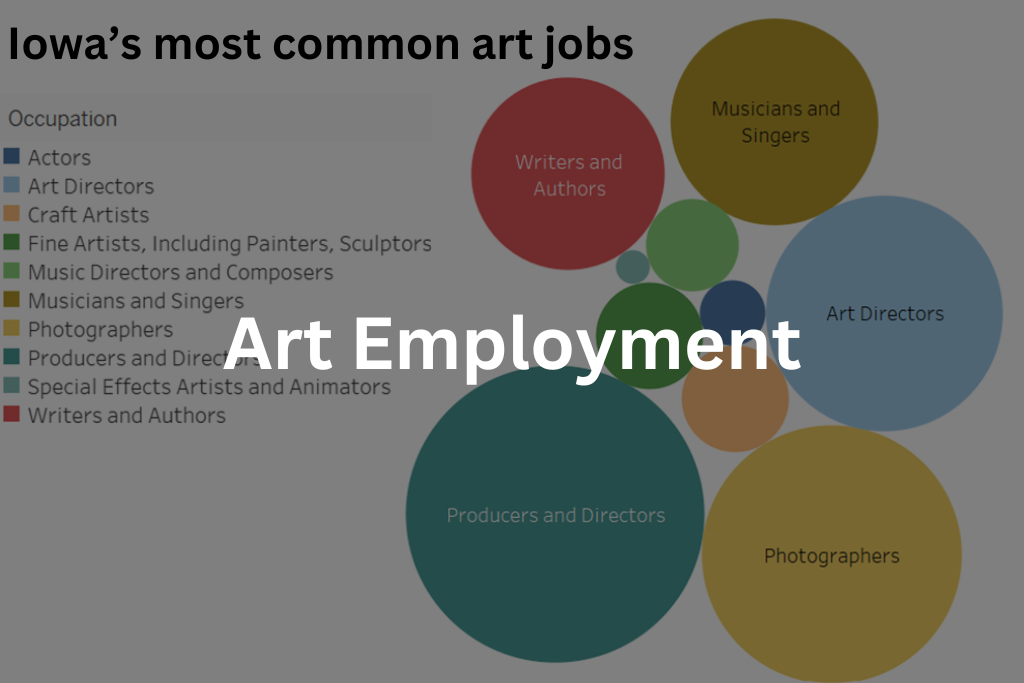 Iowa's most common art jobs
Occupation
Actors
Art Directors
Craft Artists
Fine Artists, Including Painters, Sculptors
Music Directors and Composers
Musicians and Singers
Photographers
Producers and Directors
Special Effects Artists and Animators
Writers and Authors
Art Employment
Writers and
Authors
Musicians and
Singers
Art Directors
Producers and Directors
Photographers